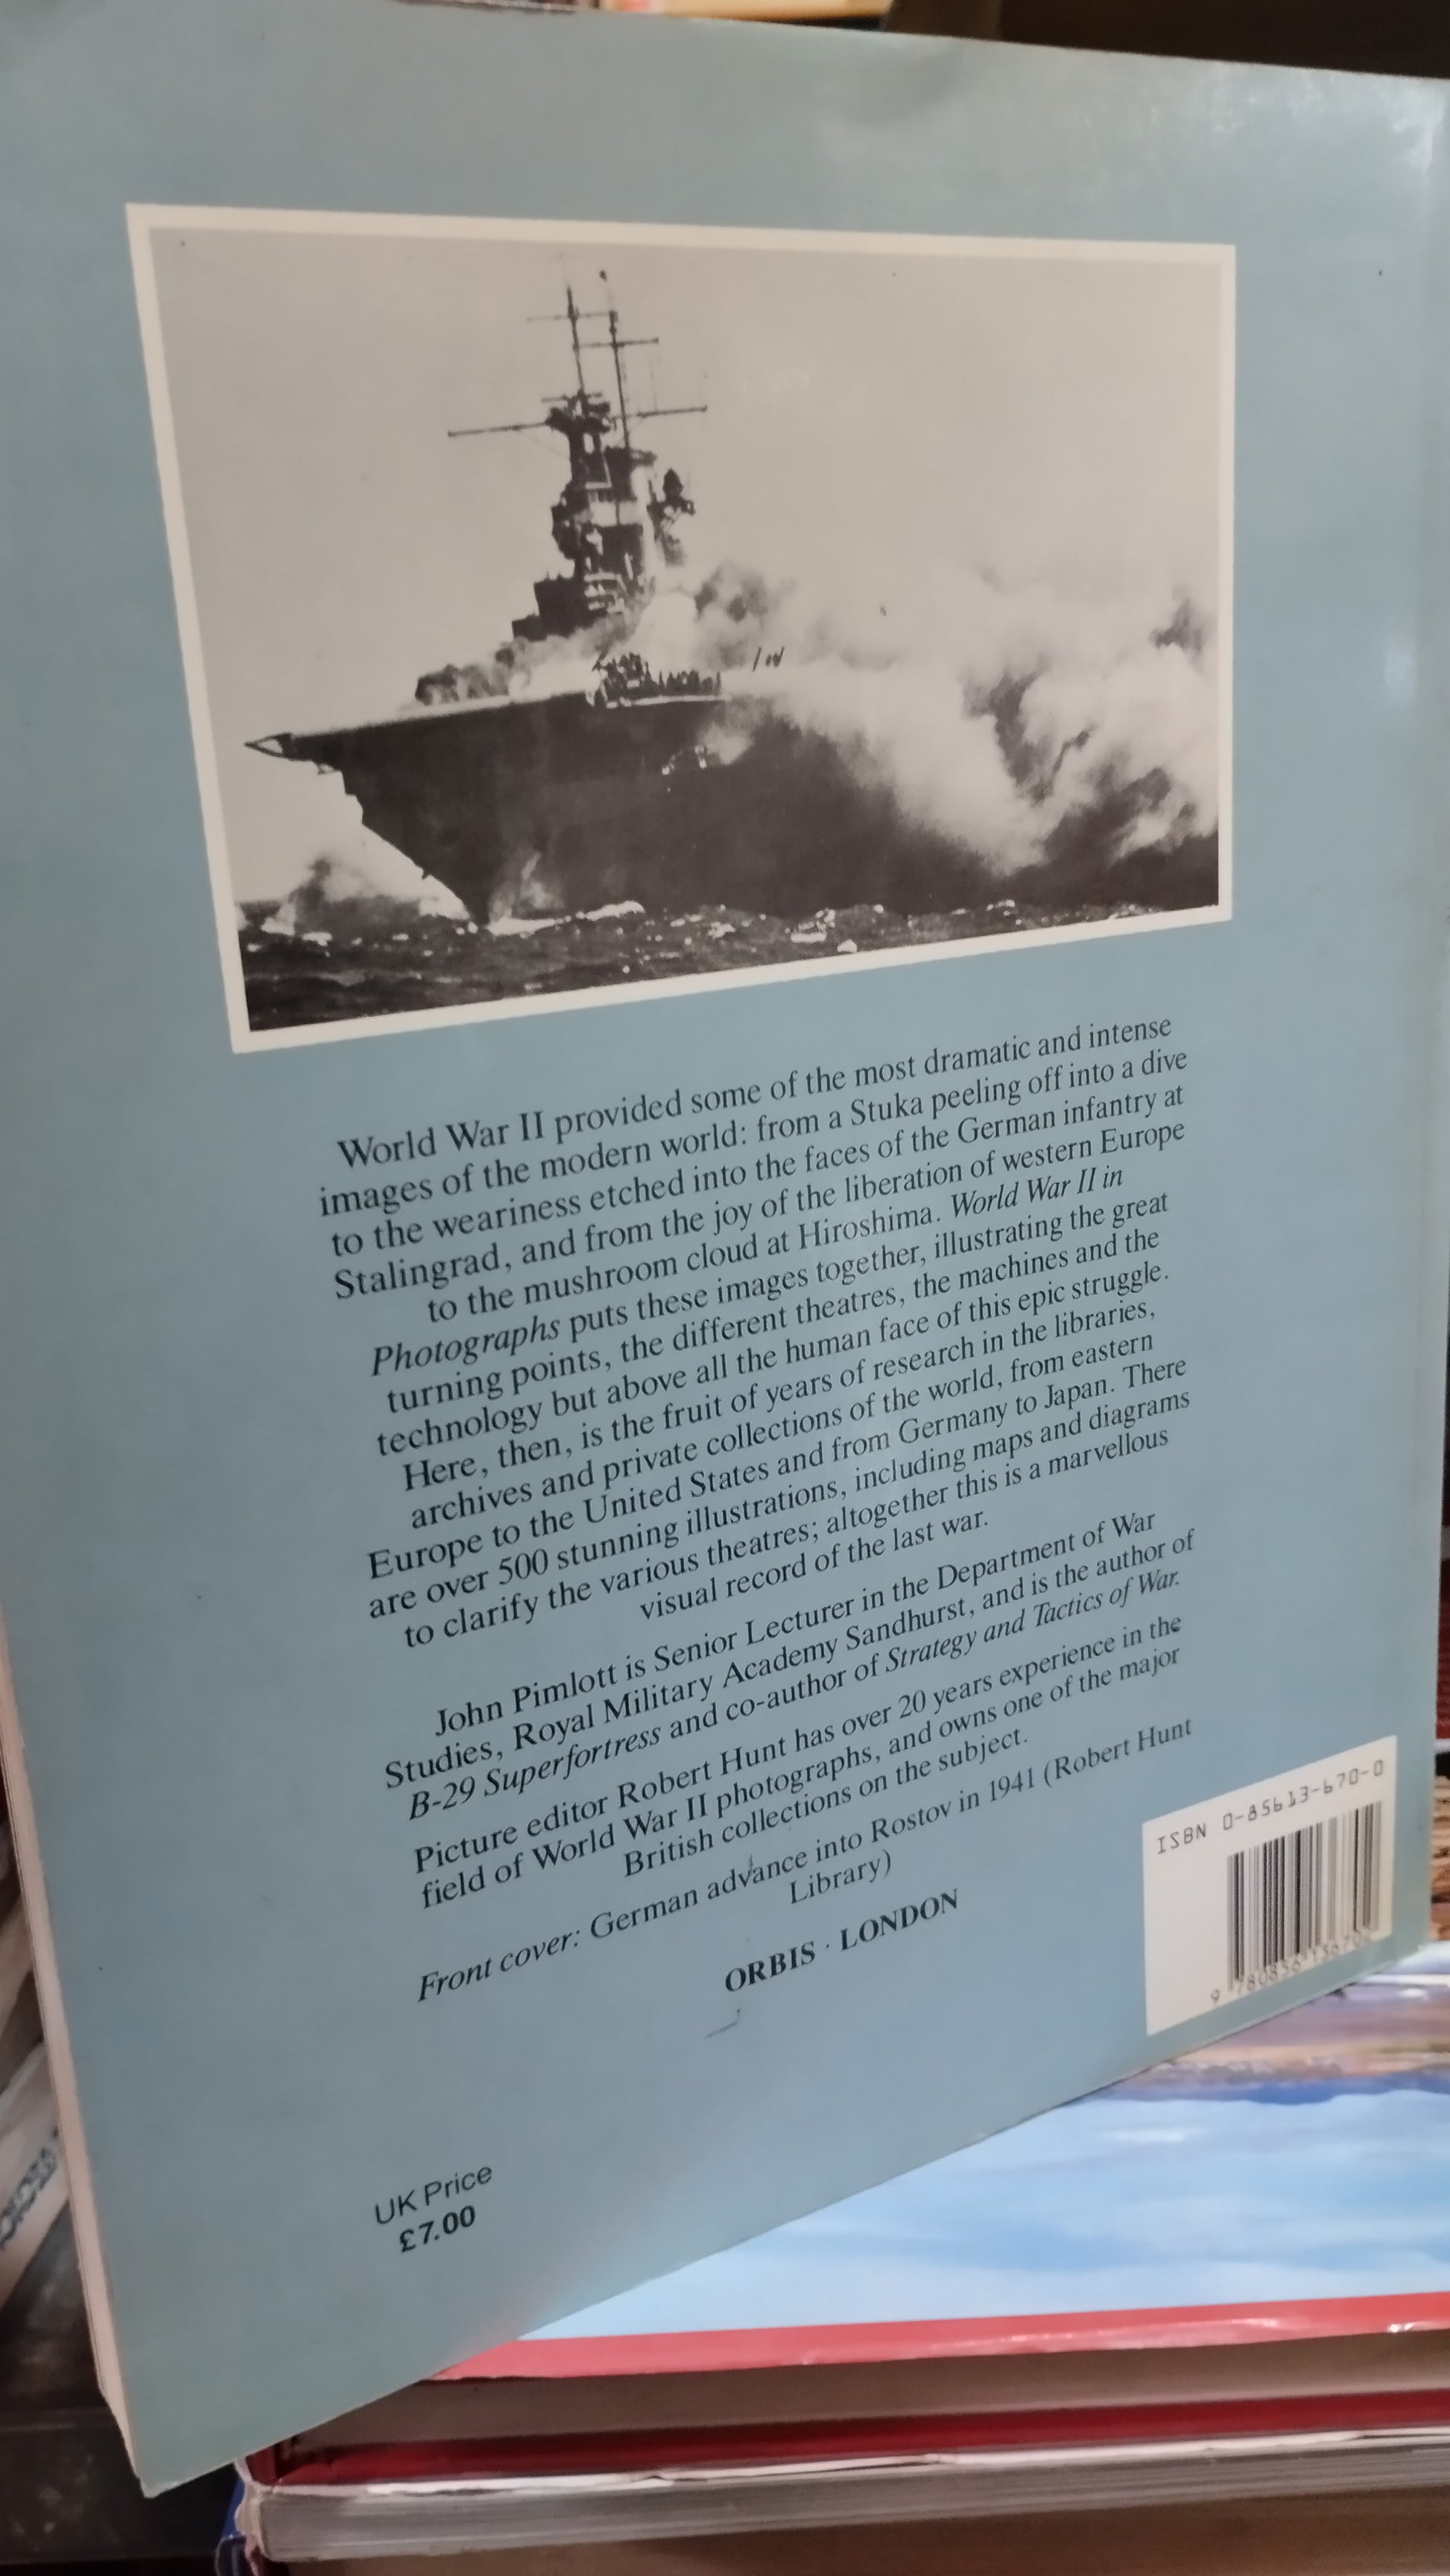 World War II provided some of the most dramatic and intense
images of the modern world: from a Stuka peeling off into a dive
to the weariness etched into the faces of the German infantry at
Stalingrad, and from the joy of the liberation of western Europe
to the mushroom cloud at Hiroshima. World War II in
Photographs puts these images together, illustrating the great
turning points, the different theatres, the machines and the
technology but above all the human face of this epic struggle.
Here, then, is the fruit of years of research in the libraries,
archives and private collections of the world, from eastern
Europe to the United States and from Germany to Japan. There
are over 500 stunning illustrations, including maps and diagrams
to clarify the various theatres; altogether this is a marvellous
visual record of the last war.
John Pimlott is Senior Lecturer in the Department of War
Studies, Royal Military Academy Sandhurst, and is the author of
B-29 Superfortress and co-author of Strategy and Tactics of War.
Picture editor Robert Hunt has over 20 years experience in the
field of World War II photographs, and owns one of the major
British collections on the subject.
Front cover: German advance into Rostov in 1941 (Robert Hunt
Library)
ORBIS · LONDON
ISBN 0-85613-670-0
UK Price
£7.00